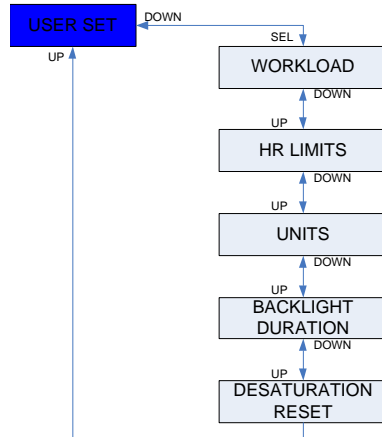 USER SET
DOWN
SEL
UP
WORKLOAD
DOWN
UP
HR LIMITS
DOWN
UP
UNITS
DOWN
UP
BACKLIGHT
DURATION
DOWN
UP
DESATURATION
RESET